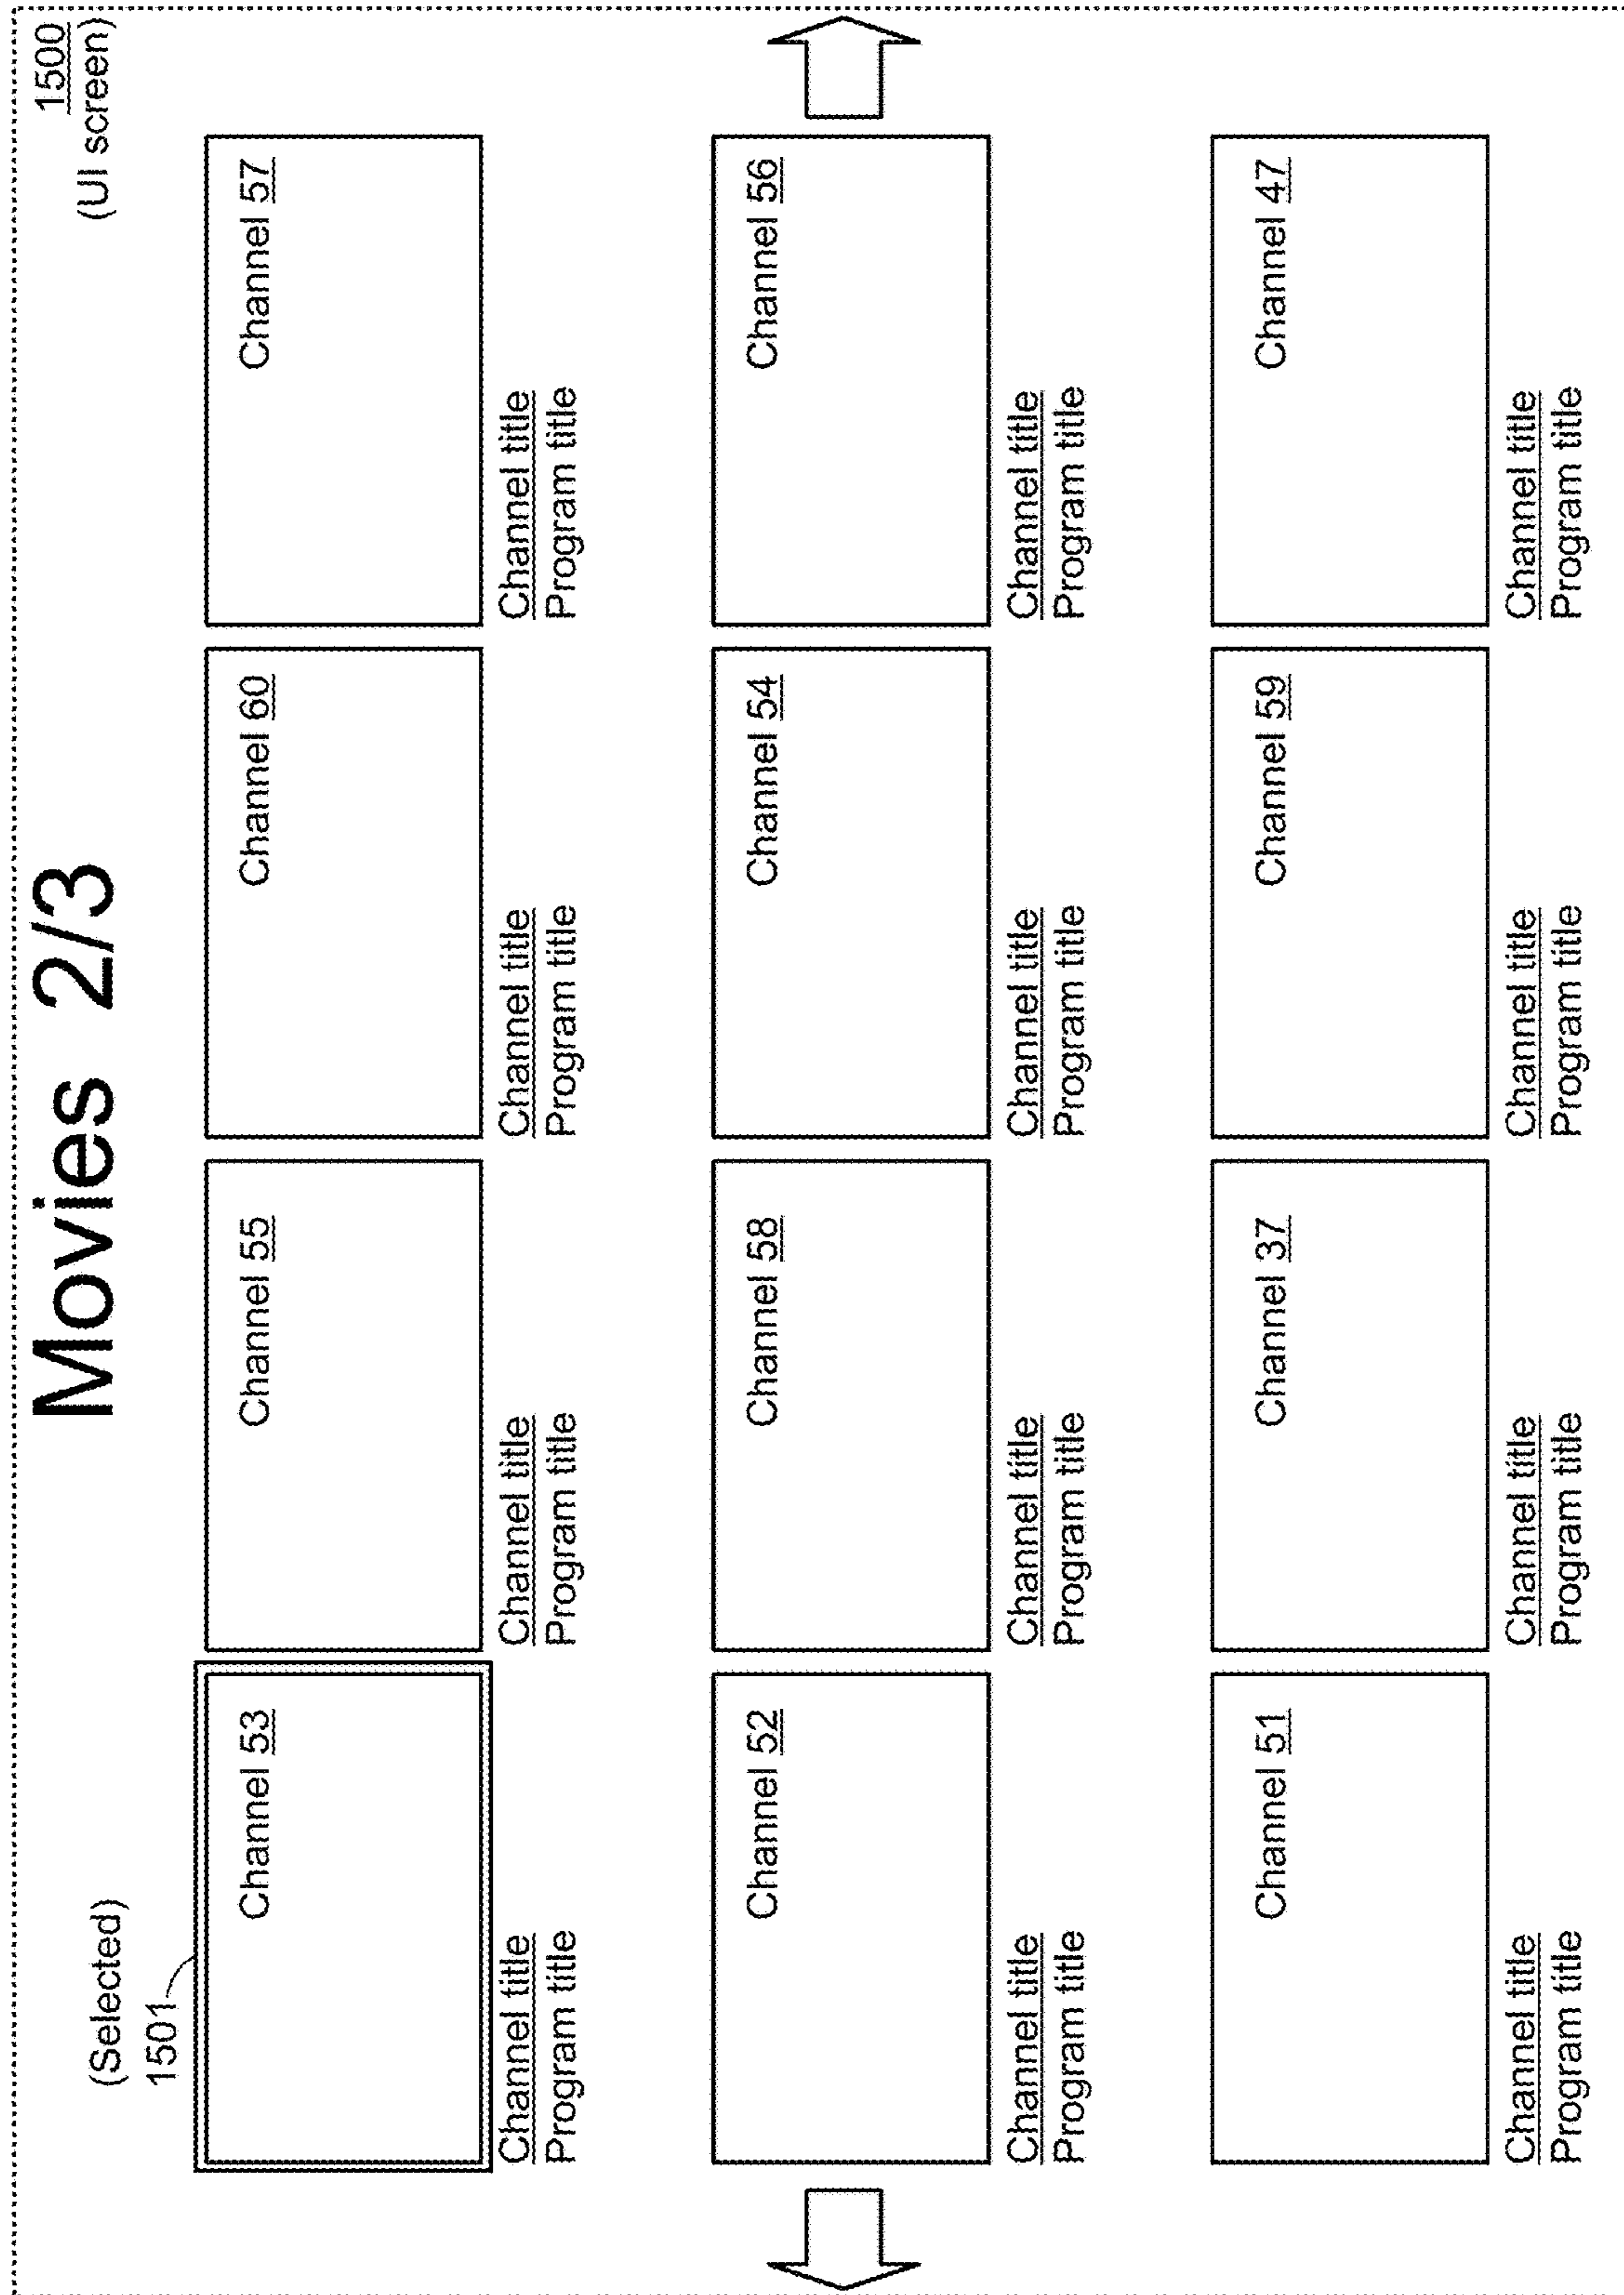 Movies 2/3
1500
(UI screen)
(Selected)
1501
Channel 53
Channel title
Program title
Channel 55
Channel title
Program title
Channel 60
Channel title
Program title
Channel 57
Channel title
Program title
Channel 52
Channel title
Program title
Channel 58
Channel title
Program title
Channel 54
Channel title
Program title
Channel 56
Channel title
Program title
Channel 51
Channel title
Program title
Channel 37
Channel title
Program title
Channel 59
Channel title
Program title
Channel 47
Channel title
Program title